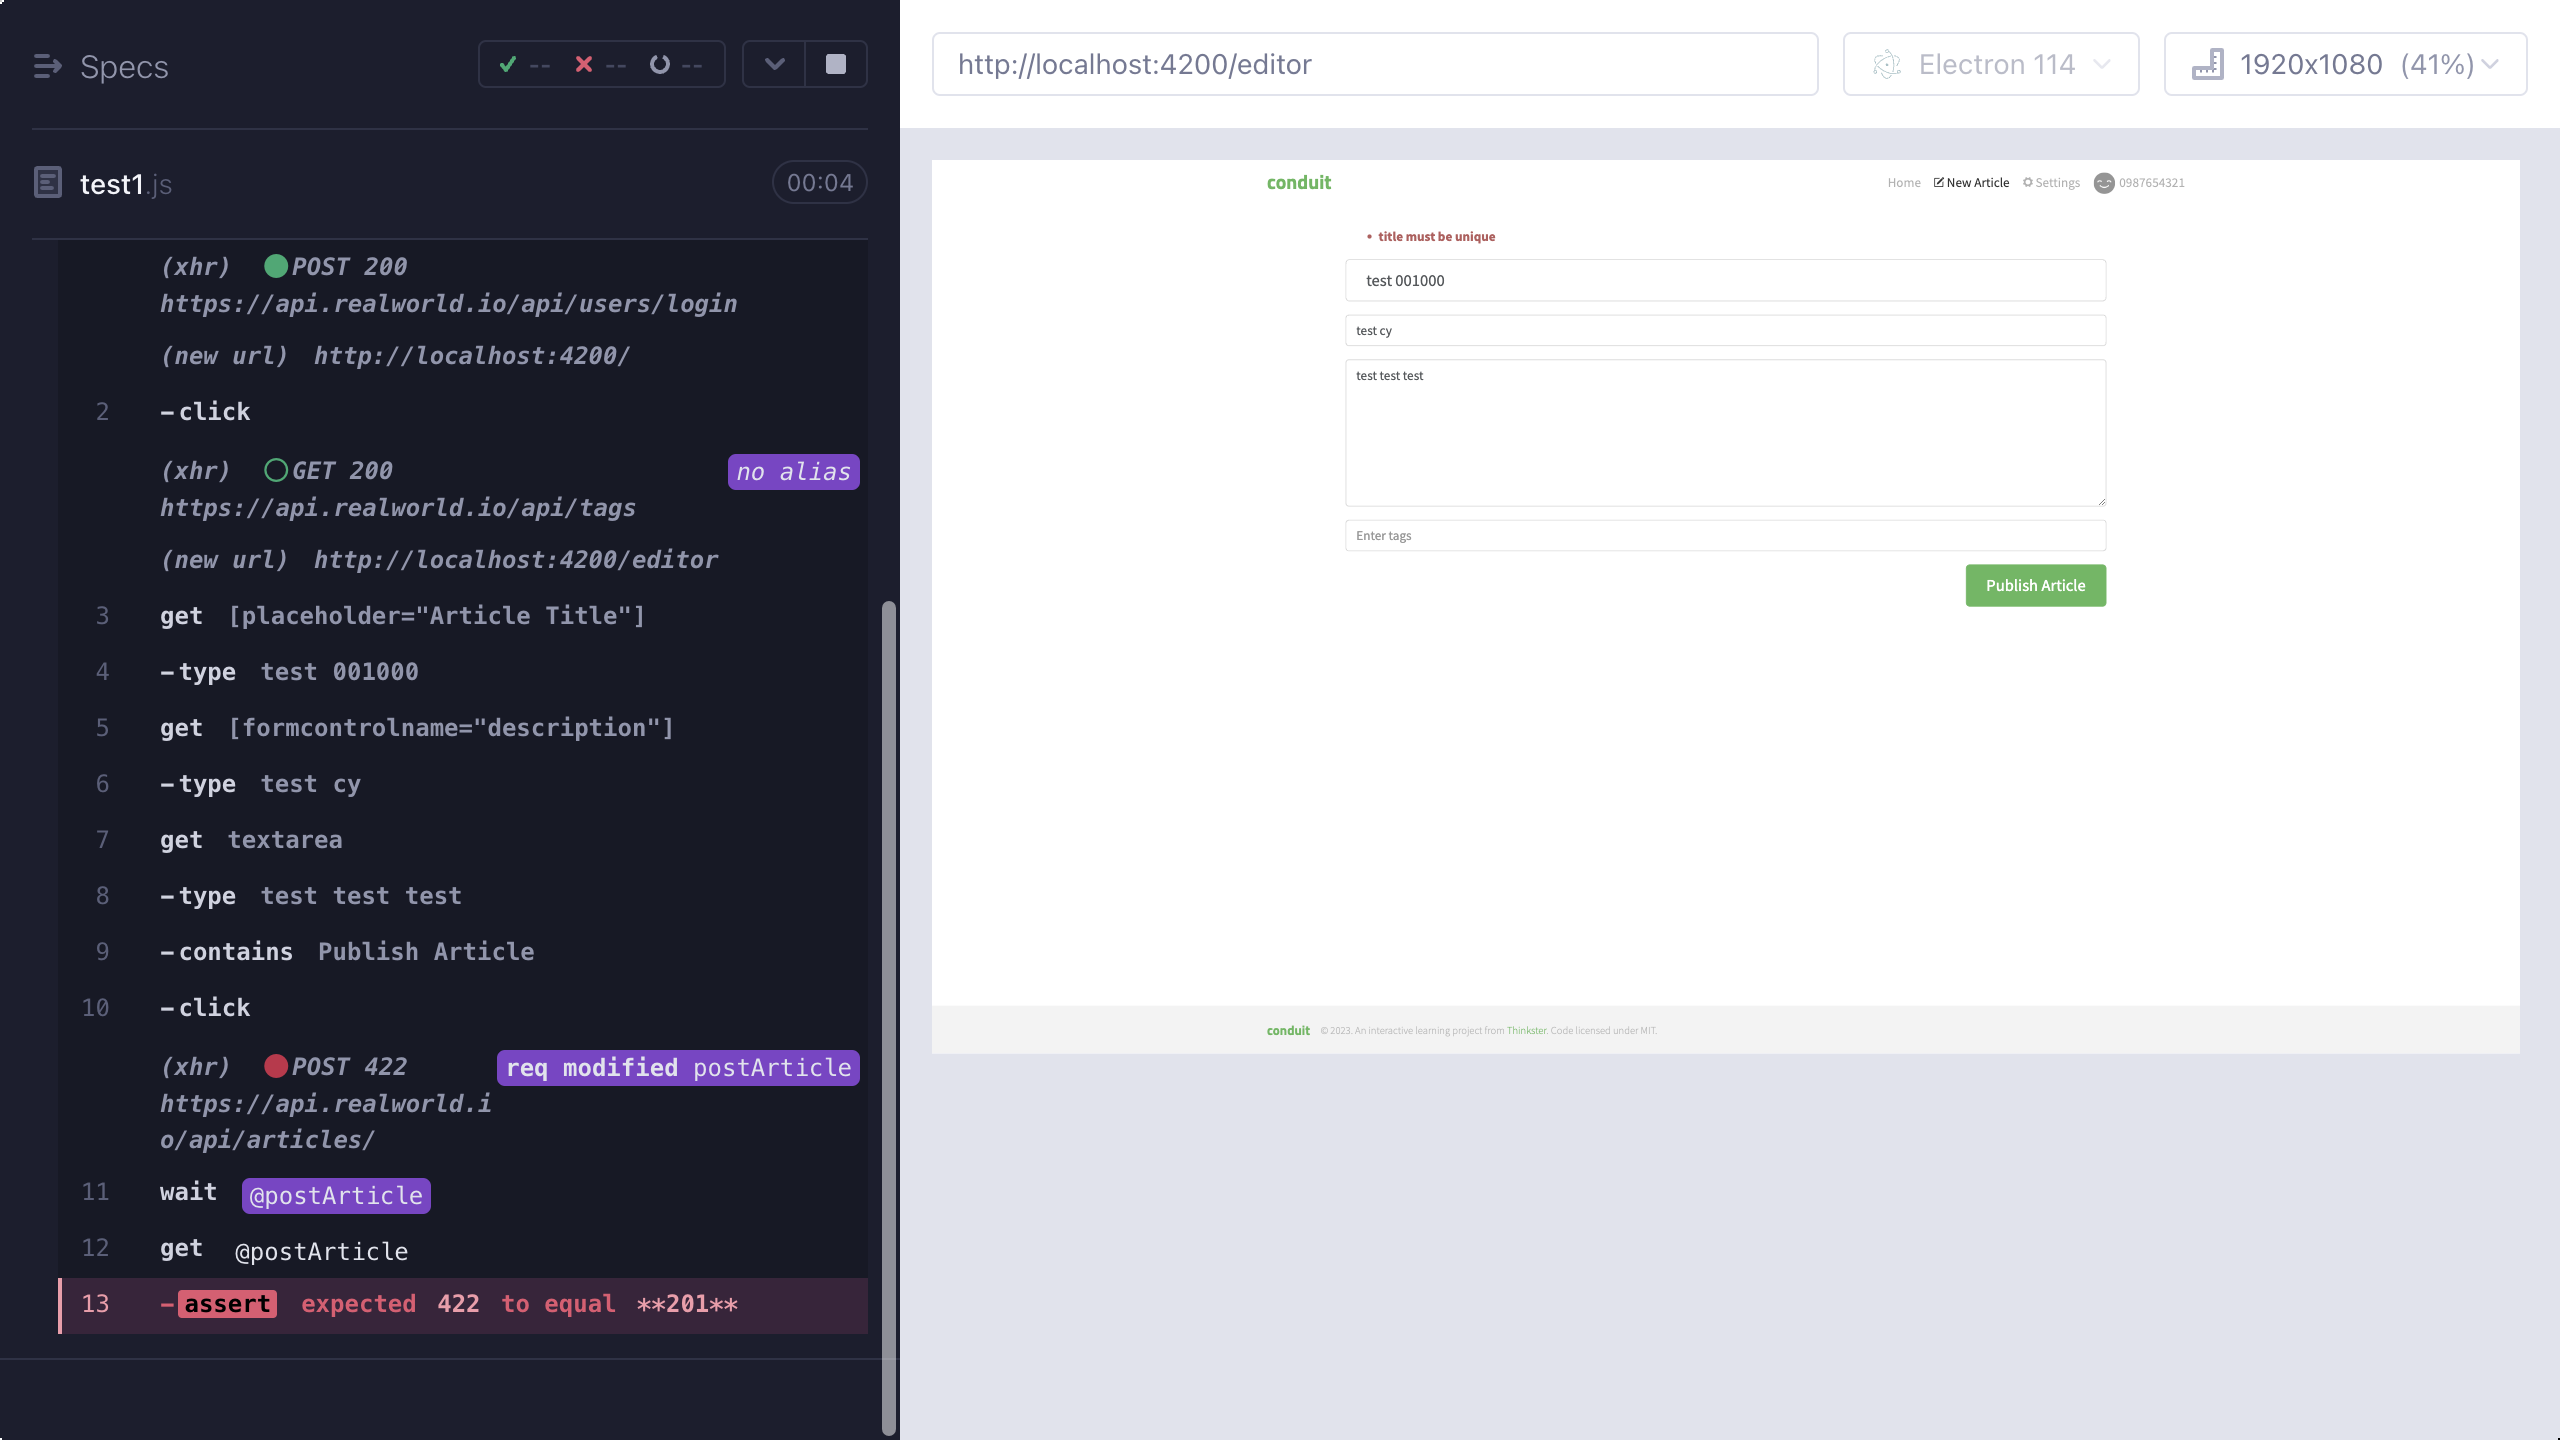 Specs
-- -- --
test1.js
00:04
(xhr) POST 200
https://api.realworld.io/api/users/login
(new url) http://localhost:4200/
2 -click
(xhr) GET 200 no alias
https://api.realworld.io/api/tags
(new url) http://localhost:4200/editor
3 get [placeholder="Article Title"]
4 -type test 001000
5 get [formcontrolname="description"]
6 -type test cy
7 get textarea
8 -type test test test
9 -contains Publish Article
10 -click
(xhr) POST 422 req modified postArticle
https://api.realworld.i
o/api/articles/
11 wait @postArticle
12 get @postArticle
13 -assert expected 422 to equal **201**
http://localhost:4200/editor
Electron 114
1920x1080 (41%)
conduit
Home New Article Settings 0987654321
• title must be unique
test 001000
test cy
test test test
Enter tags
Publish Article
conduit © 2023. An interactive learning project from Thinkster. Code licensed under MIT.